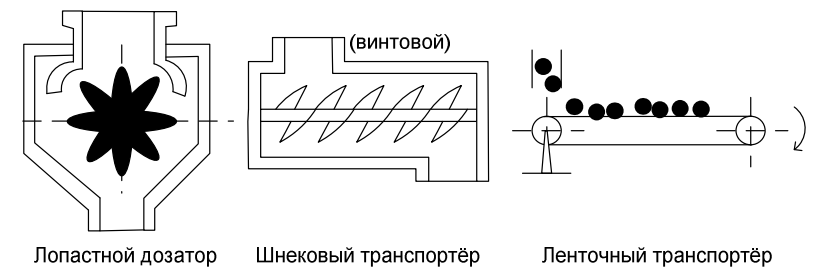 (винтовой)
Лопастной дозатор
Шнековый транспортёр
Ленточный транспортёр